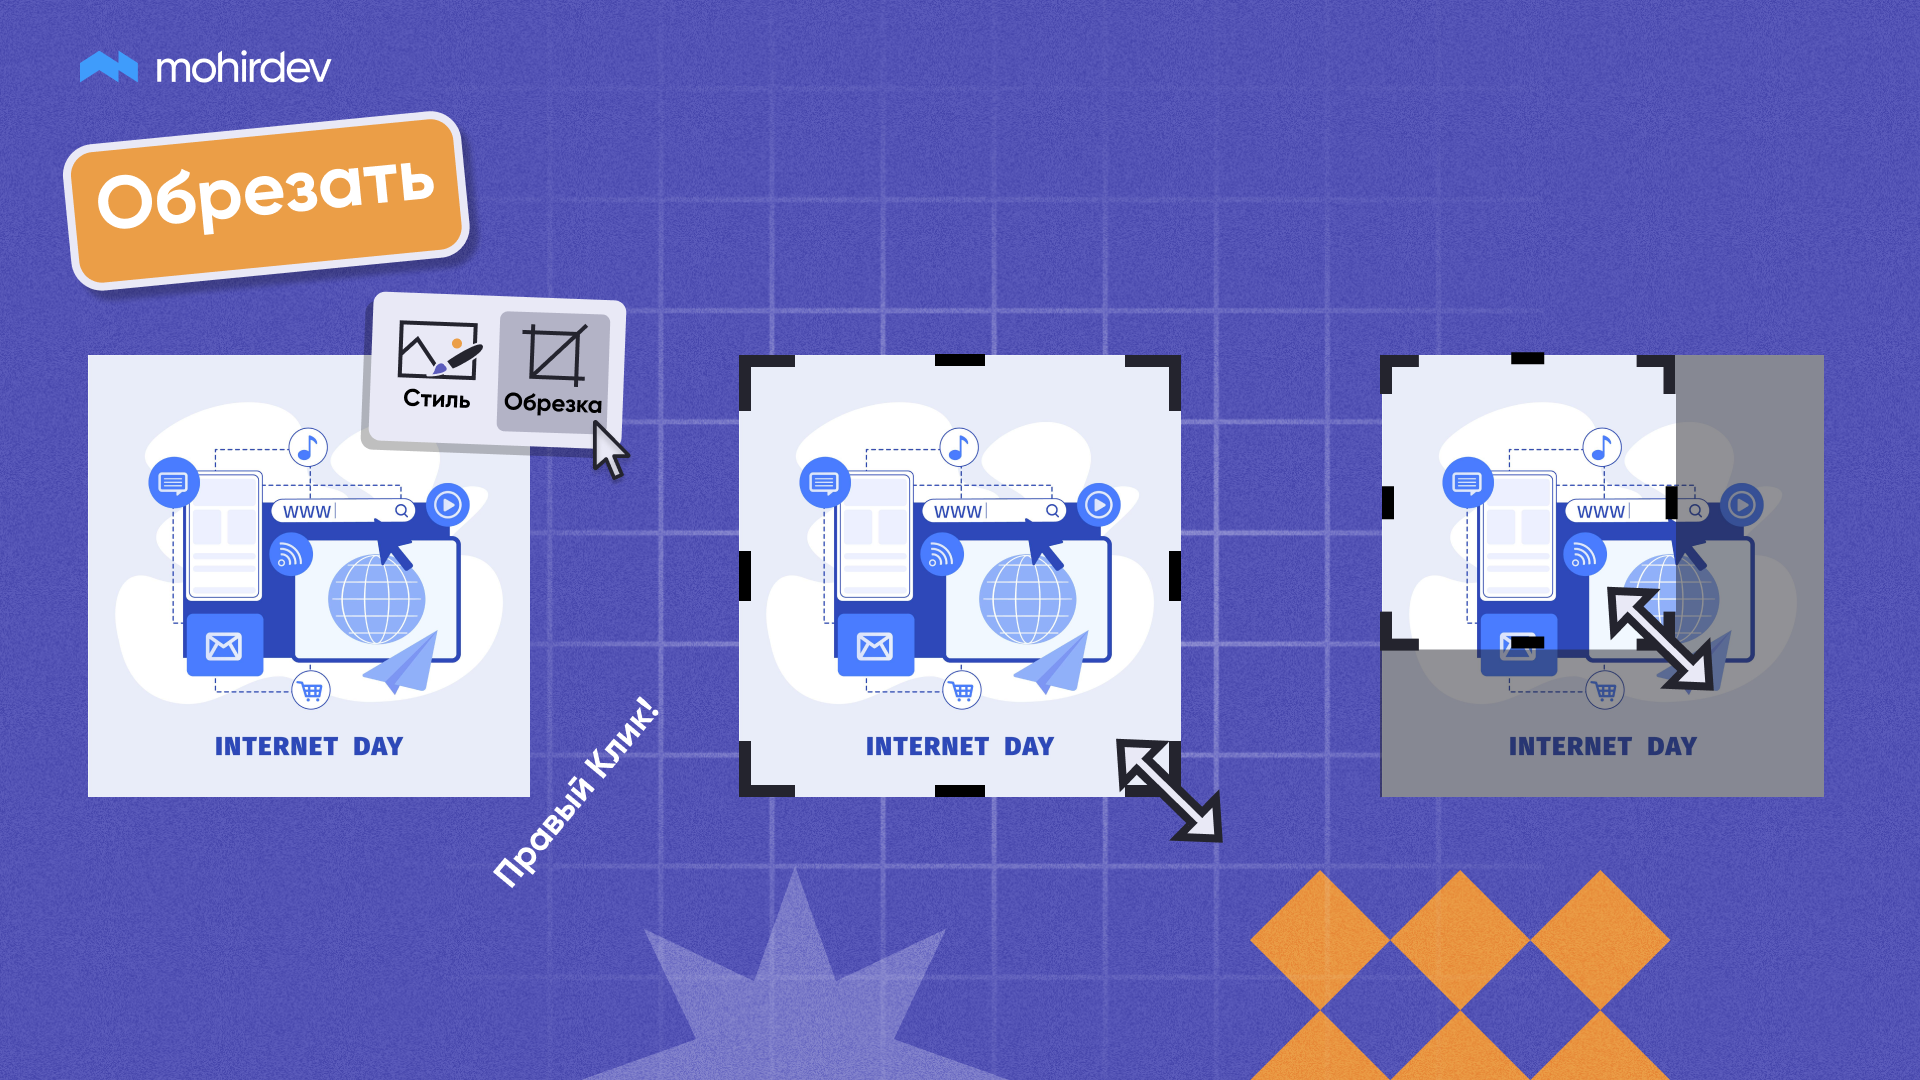 mohirdev
Обрезать
Стиль
Обрезка
www
INTERNET DAY
Правый Клик!
www
INTERNET DAY
www
INTERNET DAY